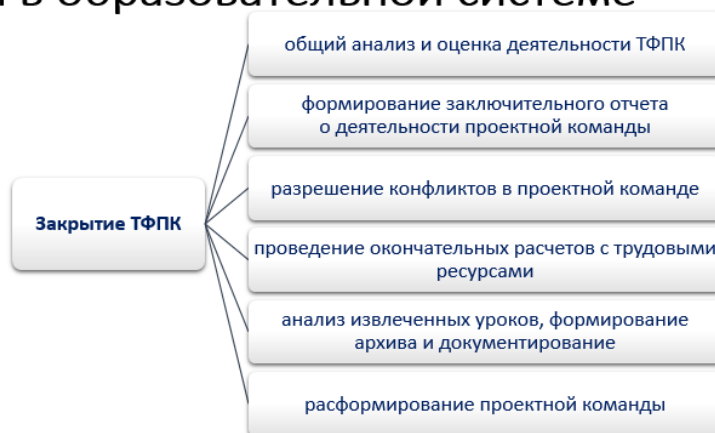 в образовательной системе
общий анализ и оценка деятельности ТФПК
формирование заключительного отчета
о деятельности проектной команды
разрешение конфликтов в проектной команде
Закрытие ТФПК
проведение окончательных расчетов с трудовыми
ресурсами
анализ извлеченных уроков, формирование
архива и документирование
расформирование проектной команды